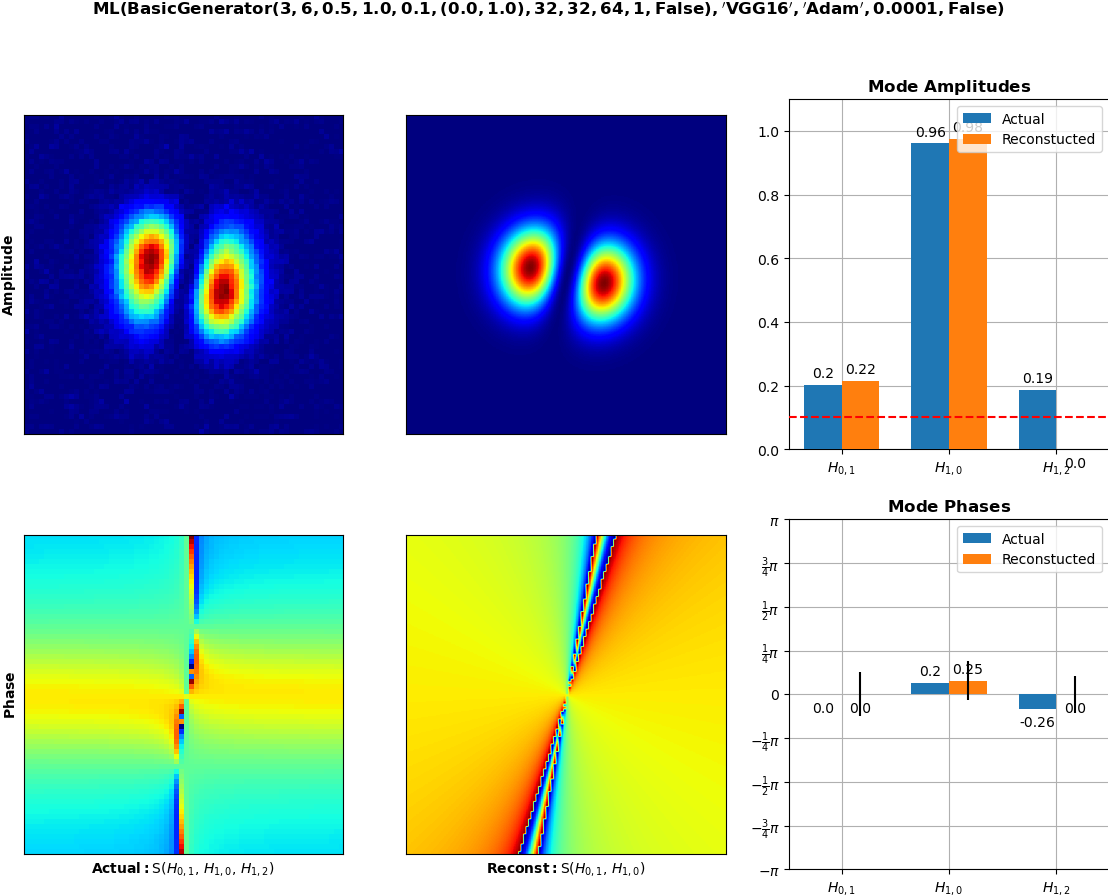 ML(BasicGenerator(3, 6, 0.5, 1.0, 0.1, (0.0, 1.0), 32, 32, 64, 1, False), ′VGG16′, ′Adam′, 0.0001, False)
Amplitude
Mode Amplitudes
Actual
Reconstucted
0.2
0.22
0.96
0.98
0.19
0.0
1.0
0.8
0.6
0.4
0.2
0.0
H0, 1
H1, 0
H1, 2
Phase
Actual: S(H0, 1, H1, 0, H1, 2)
Reconst: S(H0, 1, H1, 0)
Mode Phases
Actual
Reconstucted
0.0
0.0
0.2
0.25
-0.26
0.0
π
3/4π
1/2π
1/4π
0
−1/4π
−1/2π
−3/4π
−π
H0, 1
H1, 0
H1, 2